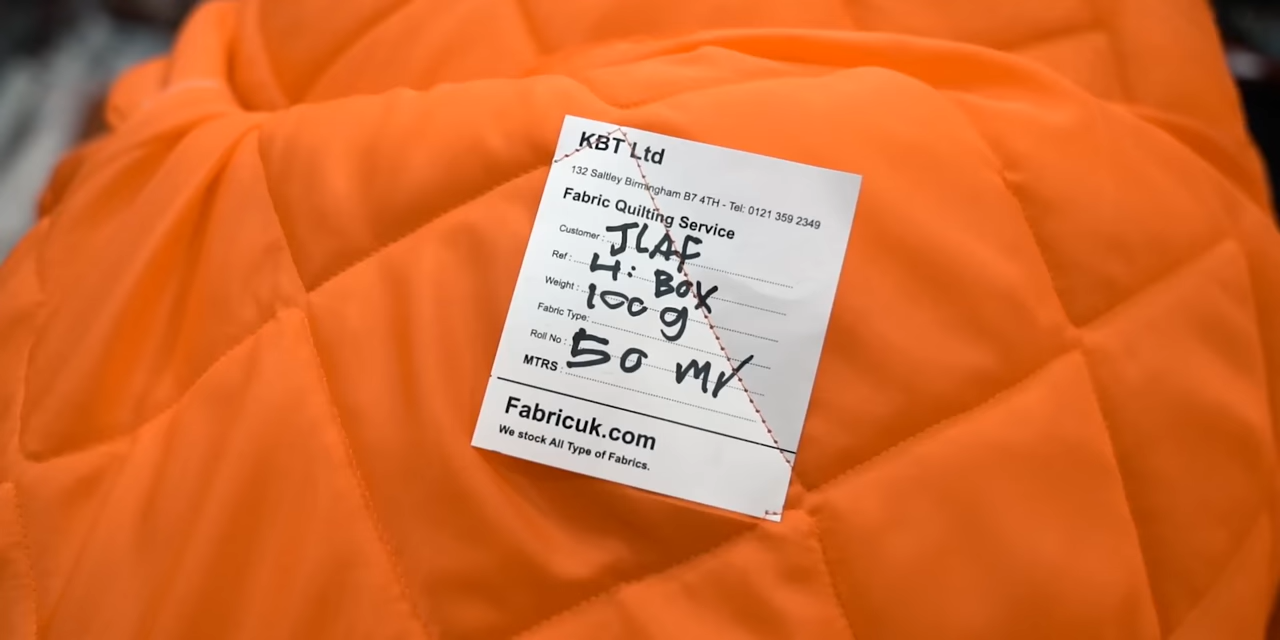 KBT Ltd
132 Saltley Birmingham B7 4TH - Tel: 0121 359 2349
Fabric Quilting Service
Customer : JLAF
Ref : 4" BOX
Weight : 100 g
Fabric Type:
Roll No : 50 mr
MTRS :
Fabricuk.com
We stock All Type of Fabrics.